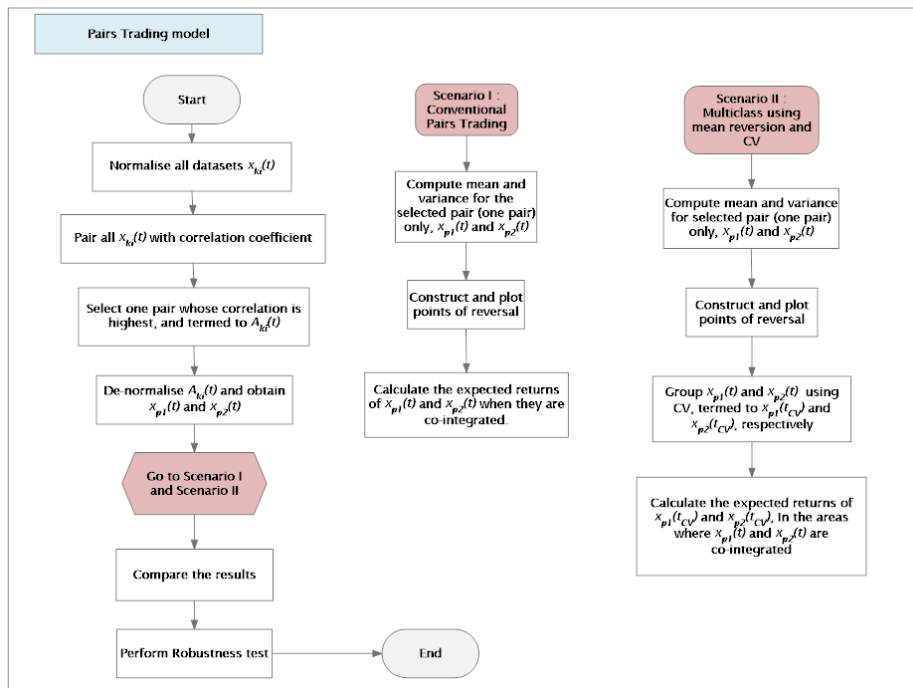 Pairs Trading model
Start
Normalise all datasets x_ki(t)
Pair all x_ki(t) with correlation coefficient
Select one pair whose correlation is
highest, and termed to A_ki(t)
De-normalise A_ki(t) and obtain
x_p1(t) and x_p2(t)
Go to Scenario I
and Scenario II
Compare the results
Perform Robustness test
End
Scenario I :
Conventional
Pairs Trading
Compute mean and
variance for the
selected pair (one pair)
only, x_p1(t) and x_p2(t)
Construct and plot
points of reversal
Calculate the expected returns
of x_p1(t) and x_p2(t) when they are
co-integrated.
Scenario II :
Multiclass using
mean reversion and
CV
Compute mean and variance
for selected pair (one pair)
only, x_p1(t) and x_p2(t)
Construct and plot
points of reversal
Group x_p1(t) and x_p2(t) using
CV, termed to x_p1(t_CV) and
x_p2(t_CV), respectively
Calculate the expected returns of
x_p1(t_CV) and x_p2(t_CV), In the areas
where x_p1(t) and x_p2(t) are
co-integrated